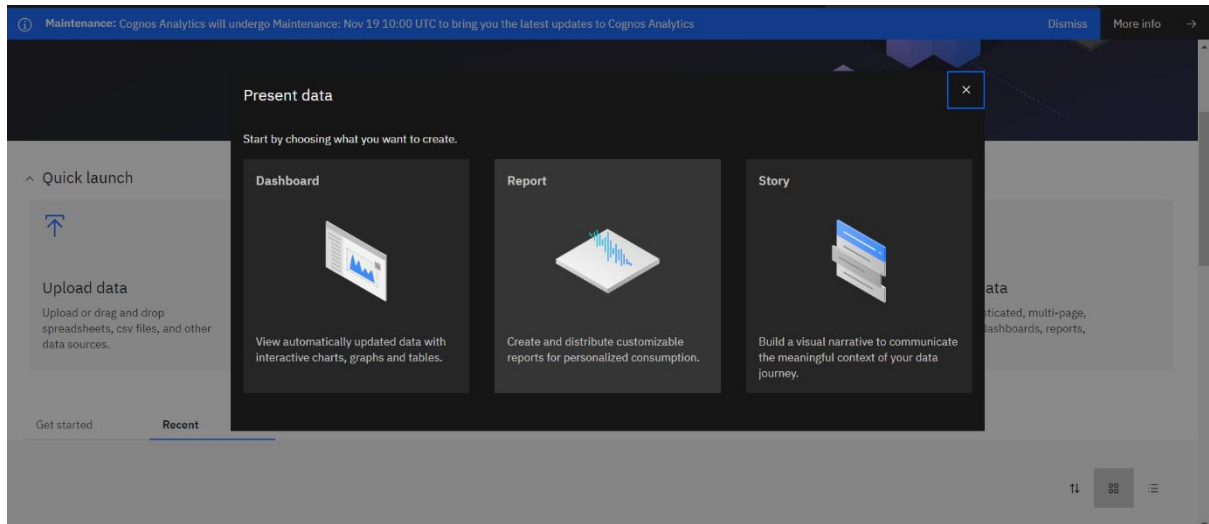 Maintenance: Cognos Analytics will undergo Maintenance: Nov 19 10:00 UTC to bring you the latest updates to Cognos Analytics
Dismiss
More info
Present data
Start by choosing what you want to create.
Quick launch
Dashboard
Report
Story
Upload data
Upload or drag and drop
spreadsheets, csv files, and other
data sources.
View automatically updated data with
interactive charts, graphs and tables.
Create and distribute customizable
reports for personalized consumption.
Build a visual narrative to communicate
the meaningful context of your data
journey.
ata
sticated, multi-page,
dashboards, reports,
Get started
Recent